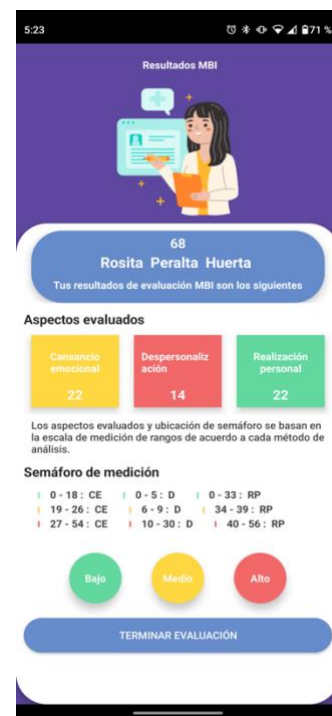 5:23
71 %
Resultados MBI
68
Rosita Peralta Huerta
Tus resultados de evaluación MBI son los siguientes
Aspectos evaluados
Cansancio
emocional
22
Despersonaliz
ación
14
Realización
personal
22
Los aspectos evaluados y ubicación de semáforo se basan en
la escala de medición de rangos de acuerdo a cada método de
análisis.
Semáforo de medición
0 - 18 : CE 0 - 5 : D 0 - 33 : RP
19 - 26 : CE 6 - 9 : D 34 - 39 : RP
27 - 54 : CE 10 - 30 : D 40 - 56 : RP
Bajo Medio Alto
TERMINAR EVALUACIÓN